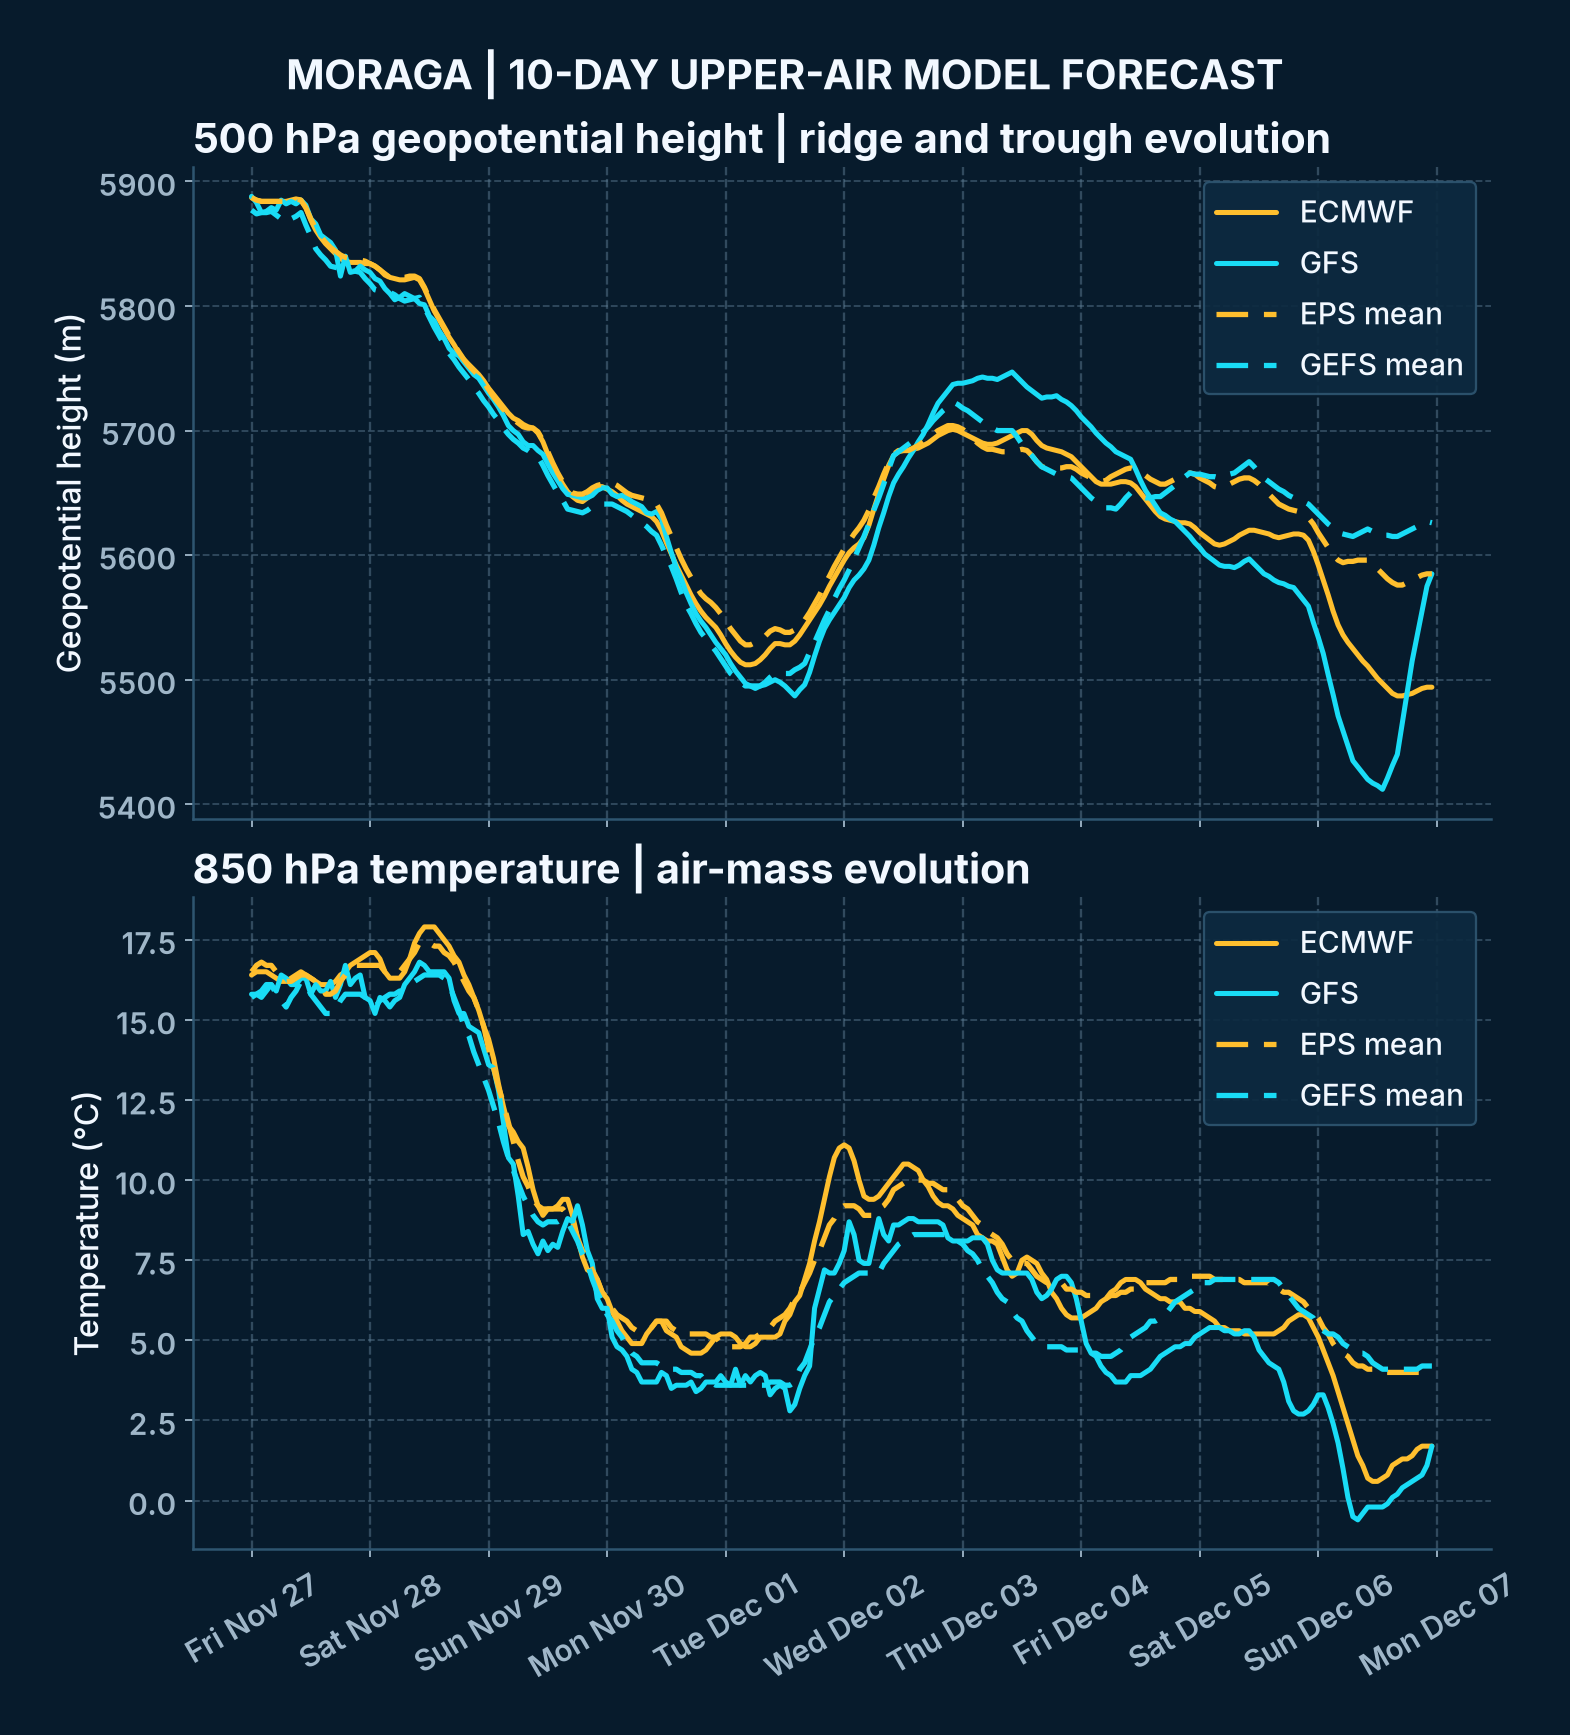 MORAGA | 10-DAY UPPER-AIR MODEL FORECAST
500 hPa geopotential height | ridge and trough evolution
5900
5800
5700
5600
5500
5400
Geopotential height (m)
ECMWF
GFS
EPS mean
GEFS mean
850 hPa temperature | air-mass evolution
17.5
15.0
12.5
10.0
7.5
5.0
2.5
0.0
Temperature (°C)
ECMWF
GFS
EPS mean
GEFS mean
Fri Nov 27
Sat Nov 28
Sun Nov 29
Mon Nov 30
Tue Dec 01
Wed Dec 02
Thu Dec 03
Fri Dec 04
Sat Dec 05
Sun Dec 06
Mon Dec 07